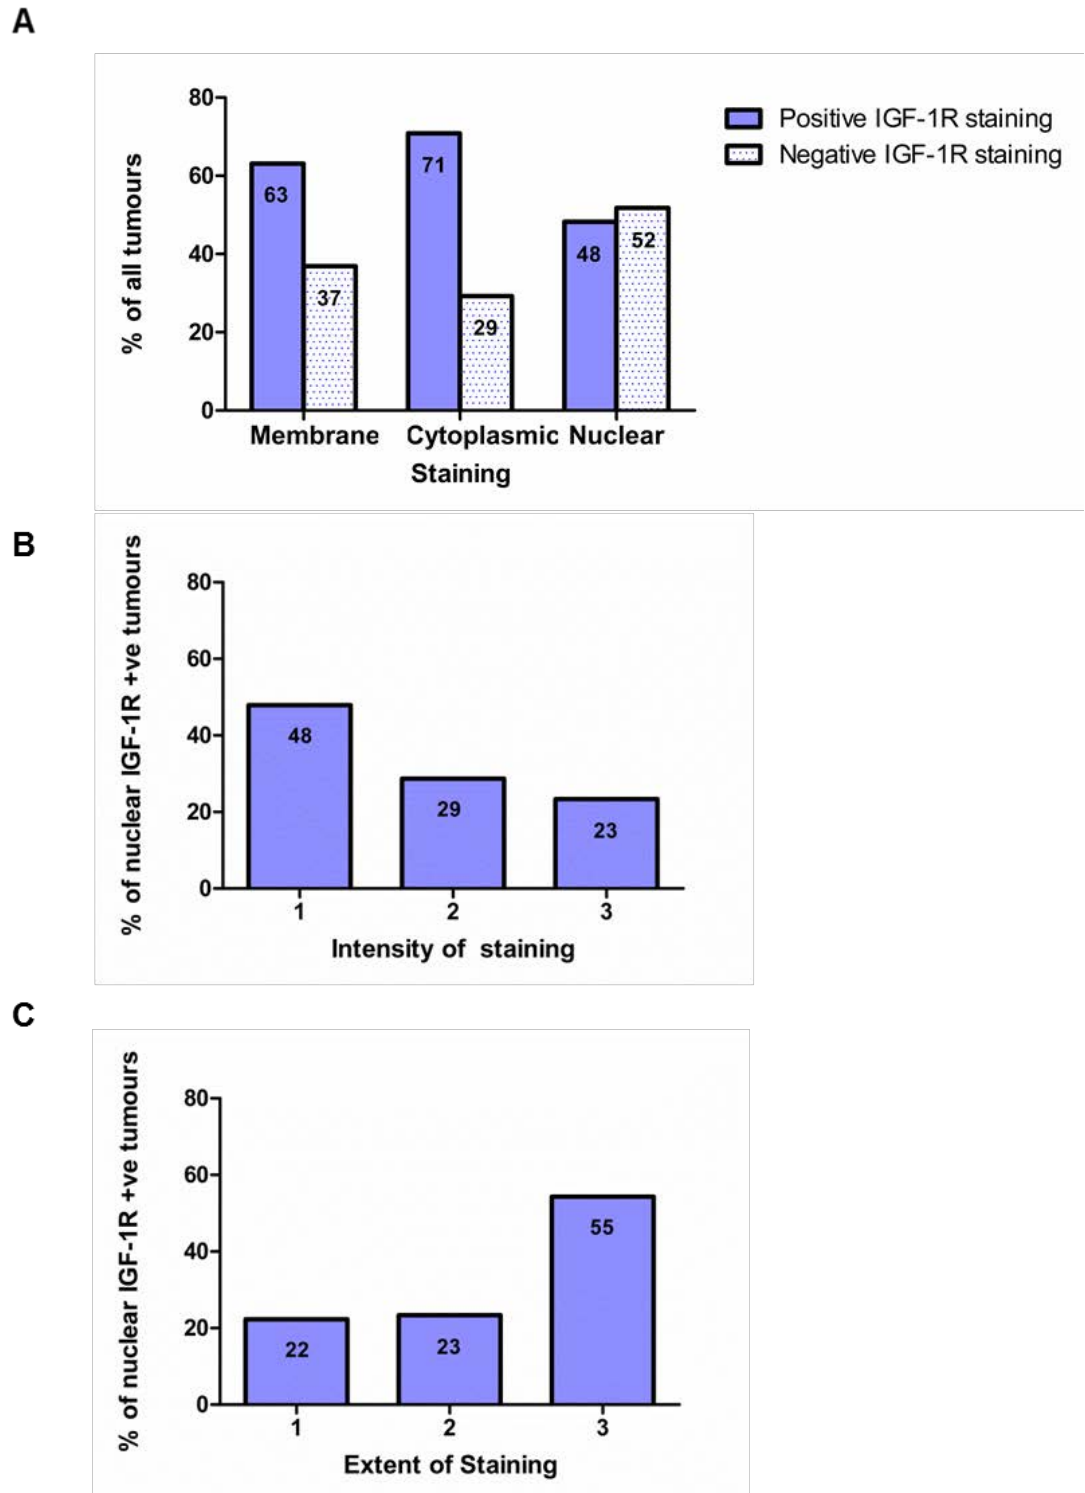 A
% of all tumours
80
60
40
20
0
63
37
71
29
48
52
Membrane Cytoplasmic Nuclear
Staining
Positive IGF-1R staining
Negative IGF-1R staining
B
% of nuclear IGF-1R +ve tumours
80
60
40
20
0
48
29
23
1 2 3
Intensity of staining
C
% of nuclear IGF-1R +ve tumours
80
60
40
20
0
22
23
55
1 2 3
Extent of Staining